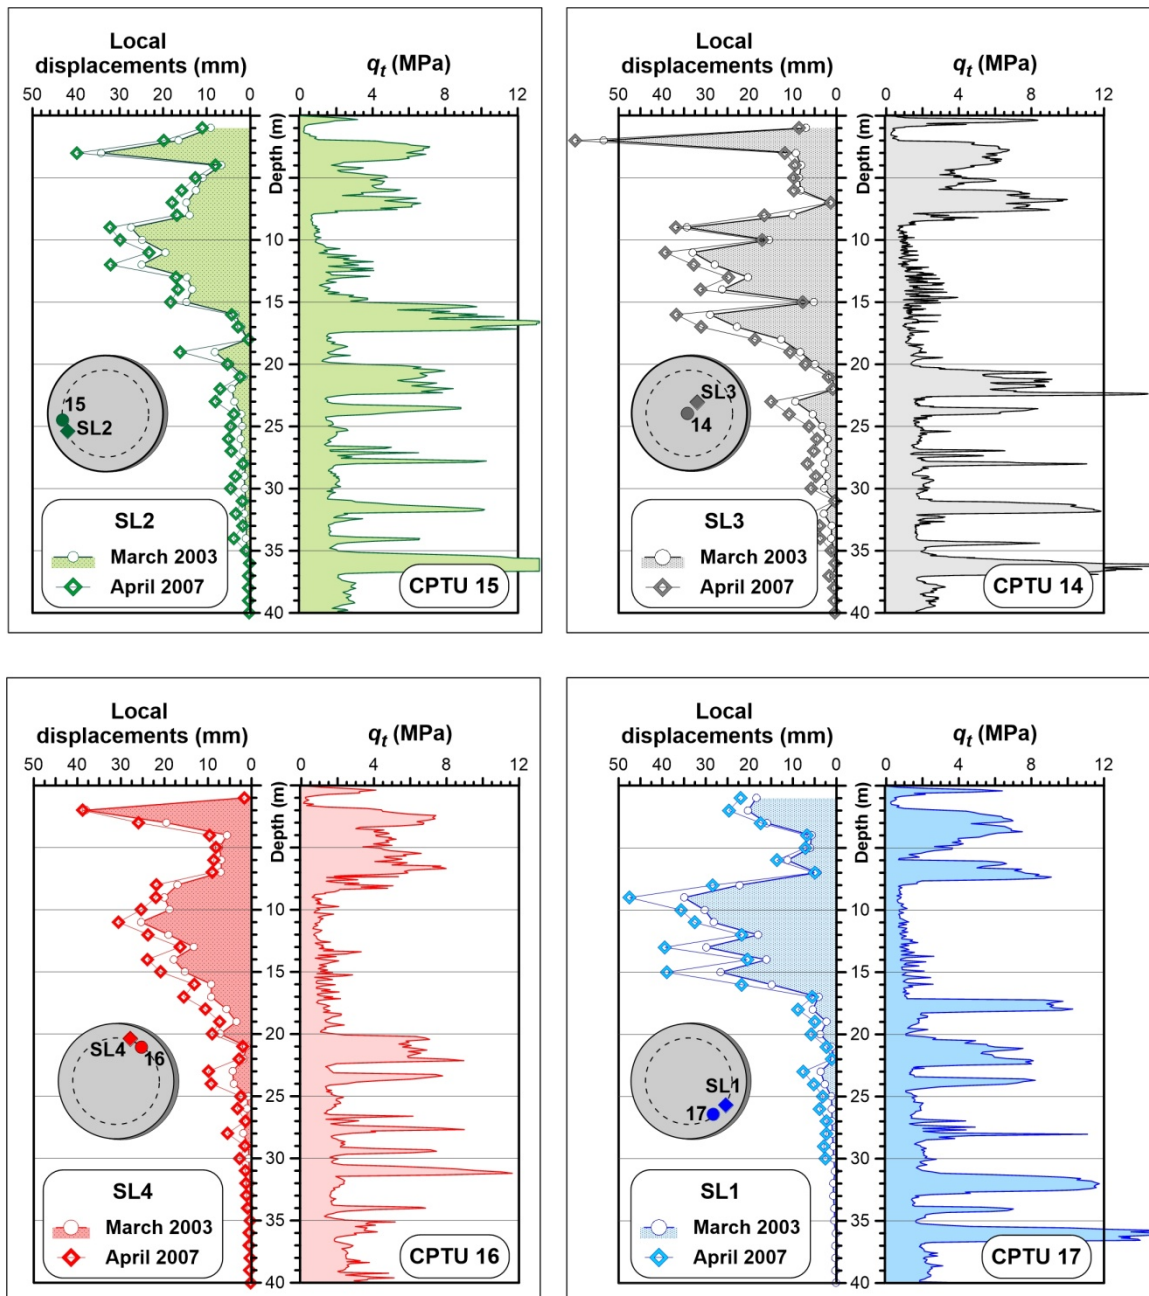 Local
displacements (mm)
qt (MPa)
50 40 30 20 10 0
0 4 8 12
Depth (m)
10
15
20
25
30
35
40
15
SL2
SL2
March 2003
April 2007
CPTU 15
Local
displacements (mm)
qt (MPa)
50 40 30 20 10 0
0 4 8 12
Depth (m)
10
15
20
25
30
35
40
SL3
14
SL3
March 2003
April 2007
CPTU 14
Local
displacements (mm)
qt (MPa)
50 40 30 20 10 0
0 4 8 12
Depth (m)
10
15
20
25
30
35
40
SL4
16
SL4
March 2003
April 2007
CPTU 16
Local
displacements (mm)
qt (MPa)
50 40 30 20 10 0
0 4 8 12
Depth (m)
10
15
20
25
30
35
40
SL1
17
SL1
March 2003
April 2007
CPTU 17